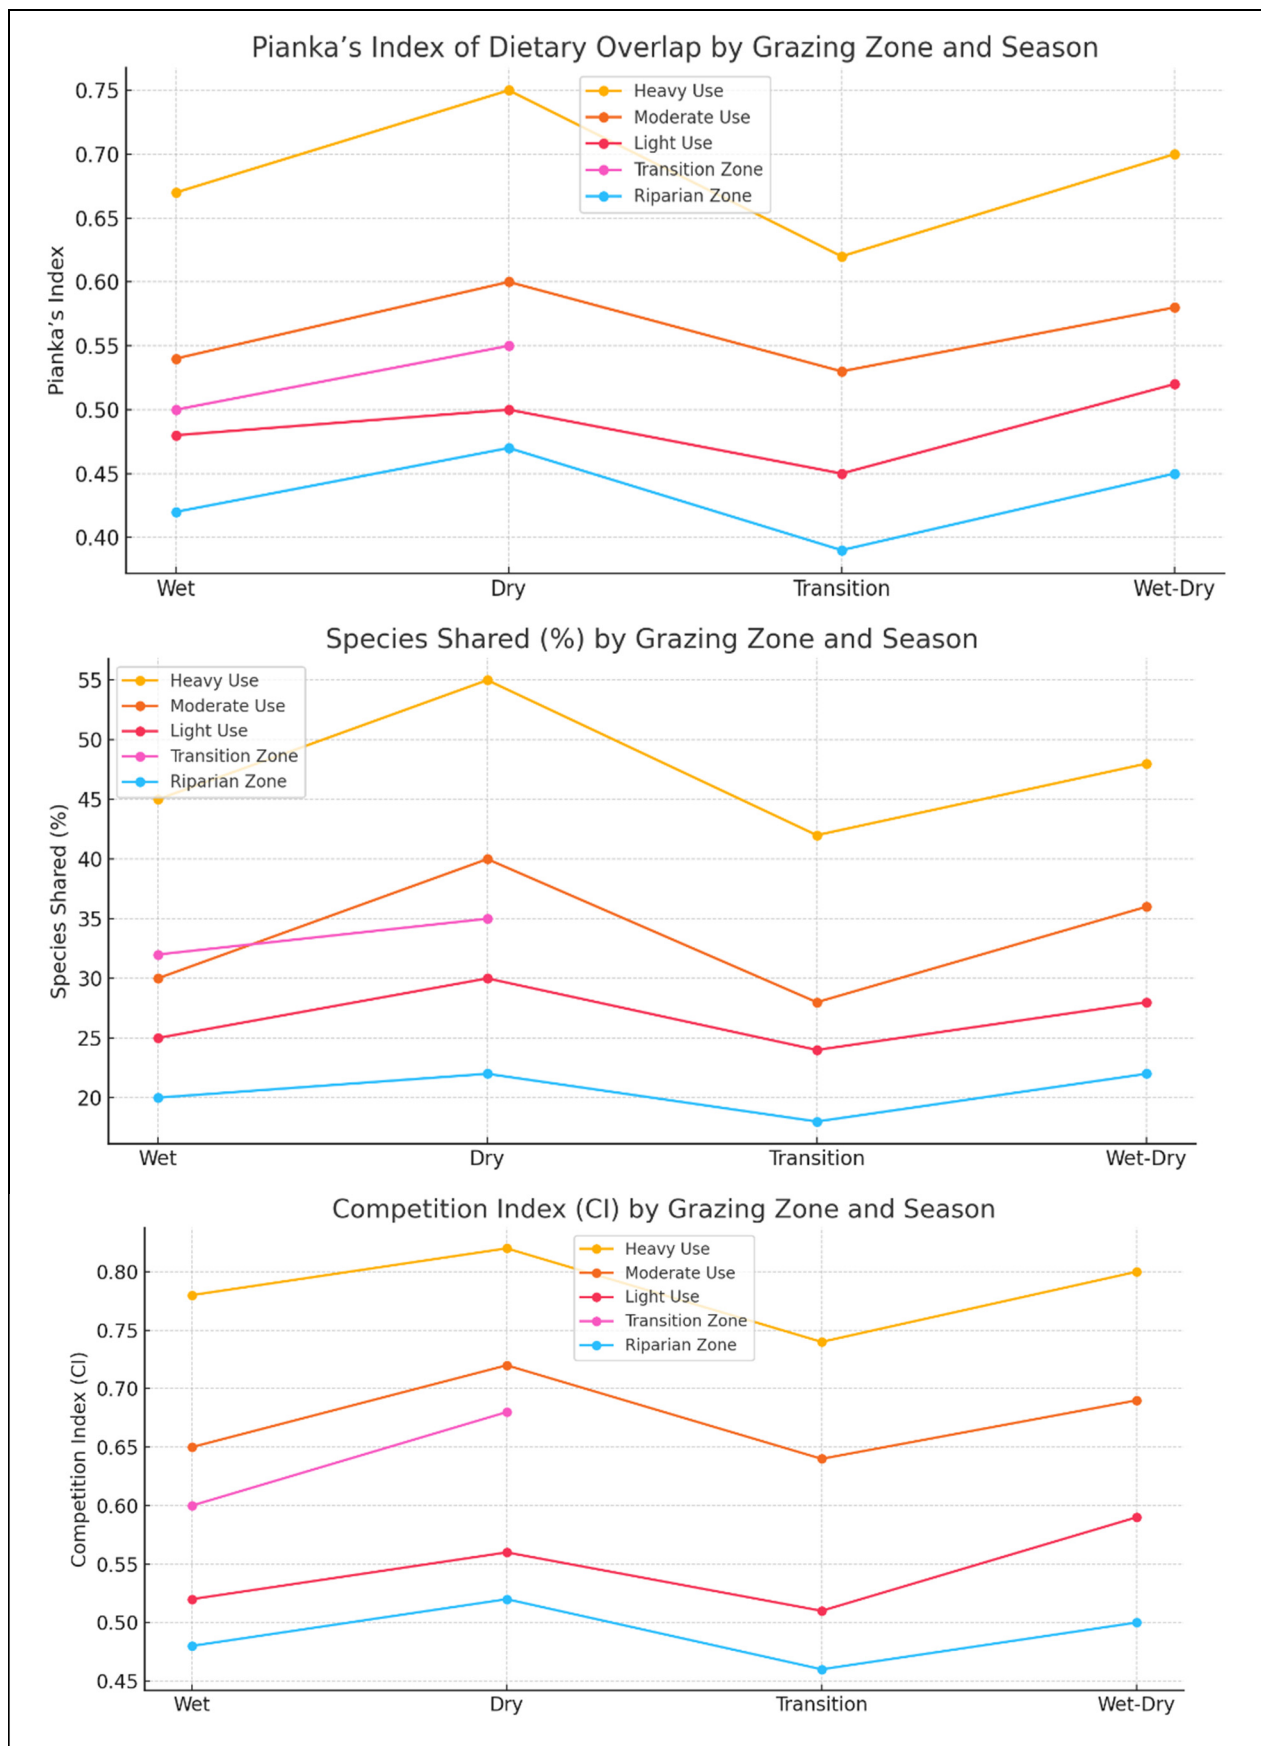 Pianka’s Index of Dietary Overlap by Grazing Zone and Season
Pianka’s Index
0.75
0.70
0.65
0.60
0.55
0.50
0.45
0.40
Heavy Use
Moderate Use
Light Use
Transition Zone
Riparian Zone
Wet
Dry
Transition
Wet-Dry
Species Shared (%) by Grazing Zone and Season
Species Shared (%)
55
50
45
40
35
30
25
20
Heavy Use
Moderate Use
Light Use
Transition Zone
Riparian Zone
Wet
Dry
Transition
Wet-Dry
Competition Index (CI) by Grazing Zone and Season
Competition Index (CI)
0.80
0.75
0.70
0.65
0.60
0.55
0.50
0.45
Heavy Use
Moderate Use
Light Use
Transition Zone
Riparian Zone
Wet
Dry
Transition
Wet-Dry